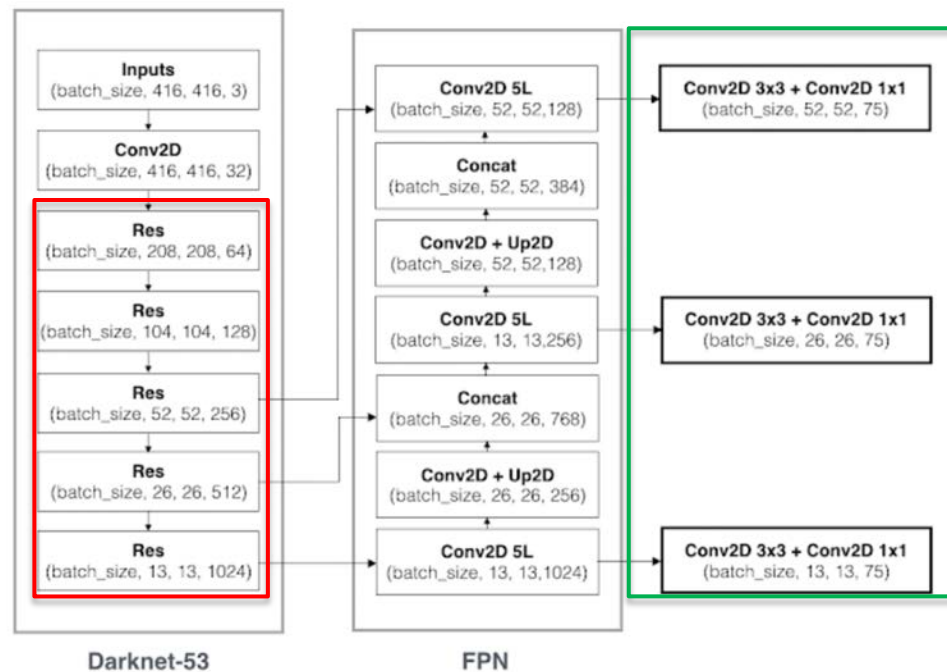 Inputs
(batch_size, 416, 416, 3)
Conv2D
(batch_size, 416, 416, 32)
Res
(batch_size, 208, 208, 64)
Res
(batch_size, 104, 104, 128)
Res
(batch_size, 52, 52, 256)
Res
(batch_size, 26, 26, 512)
Res
(batch_size, 13, 13, 1024)
Darknet-53
Conv2D 5L
(batch_size, 52, 52,128)
Concat
(batch_size, 52, 52, 384)
Conv2D + Up2D
(batch_size, 52, 52,128)
Conv2D 5L
(batch_size, 13, 13,256)
Concat
(batch_size, 26, 26, 768)
Conv2D + Up2D
(batch_size, 26, 26, 256)
Conv2D 5L
(batch_size, 13, 13,1024)
FPN
Conv2D 3x3 + Conv2D 1x1
(batch_size, 52, 52, 75)
Conv2D 3x3 + Conv2D 1x1
(batch_size, 26, 26, 75)
Conv2D 3x3 + Conv2D 1x1
(batch_size, 13, 13, 75)